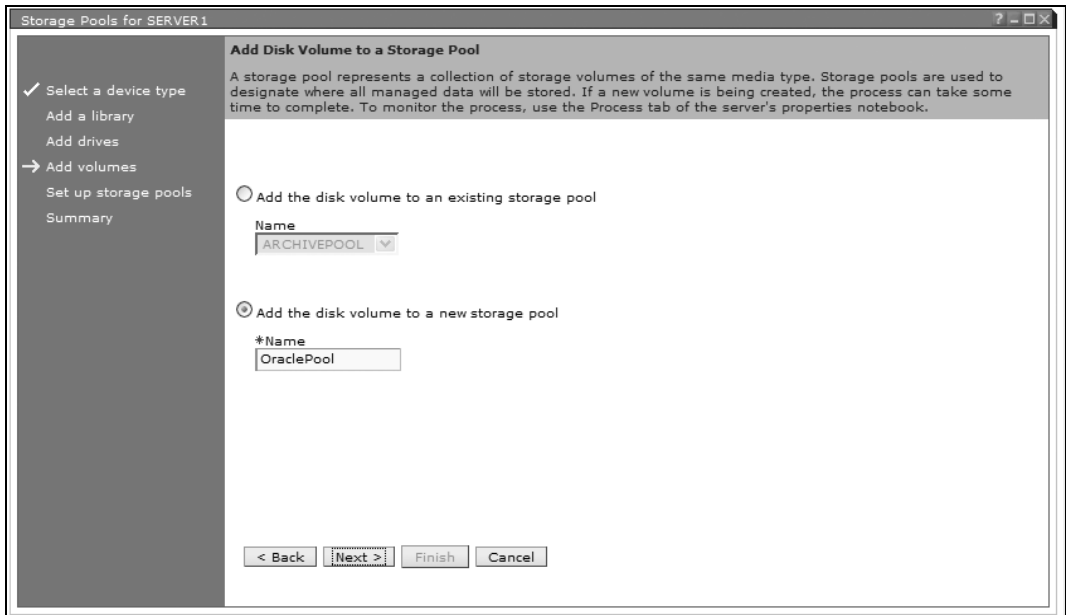 Storage Pools for SERVER1
Select a device type
Add a library
Add drives
Add volumes
Set up storage pools
Summary
Add Disk Volume to a Storage Pool
A storage pool represents a collection of storage volumes of the same media type. Storage pools are used to
designate where all managed data will be stored. If a new volume is being created, the process can take some
time to complete. To monitor the process, use the Process tab of the server's properties notebook.
Add the disk volume to an existing storage pool
Name
ARCHIVEPOOL
Add the disk volume to a new storage pool
*Name
OraclePool
< Back Next > Finish Cancel